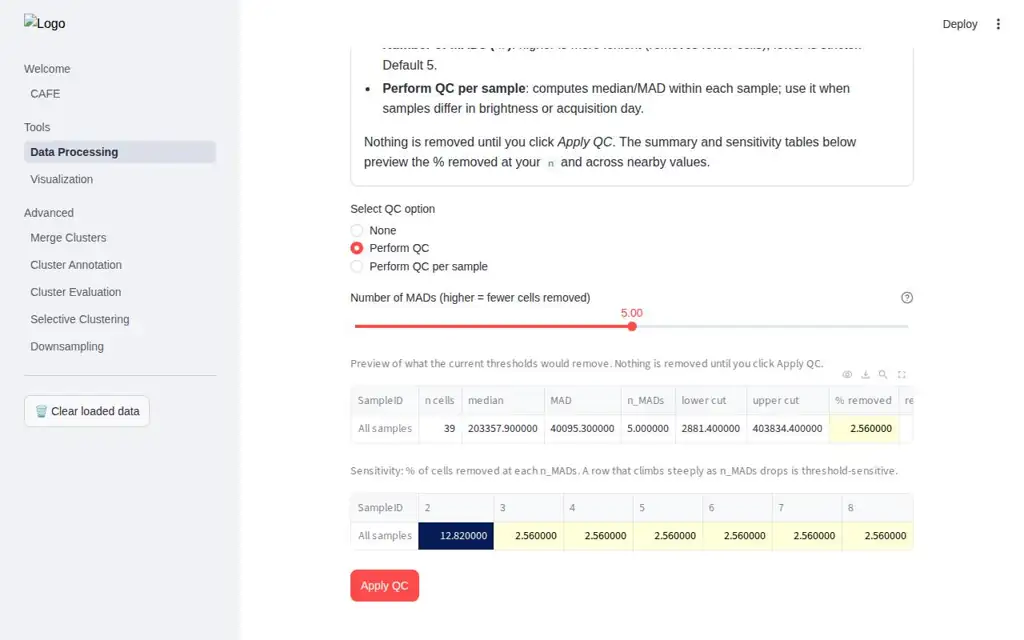 Logo
Deploy
Welcome
CAFE
Tools
Data Processing
Visualization
Advanced
Merge Clusters
Cluster Annotation
Cluster Evaluation
Selective Clustering
Downsampling
Clear loaded data
Default 5.
Perform QC per sample: computes median/MAD within each sample; use it when
samples differ in brightness or acquisition day.
Nothing is removed until you click Apply QC. The summary and sensitivity tables below
preview the % removed at your n and across nearby values.
Select QC option
None
Perform QC
Perform QC per sample
Number of MADs (higher = fewer cells removed)
5.00
Preview of what the current thresholds would remove. Nothing is removed until you click Apply QC.
SampleID n cells median MAD n_MADs lower cut upper cut % removed re
All samples 39 203357.900000 40095.300000 5.000000 2881.400000 403834.400000 2.560000
Sensitivity: % of cells removed at each n_MADs. A row that climbs steeply as n_MADs drops is threshold-sensitive.
SampleID 2 3 4 5 6 7 8
All samples 12.820000 2.560000 2.560000 2.560000 2.560000 2.560000 2.560000
Apply QC